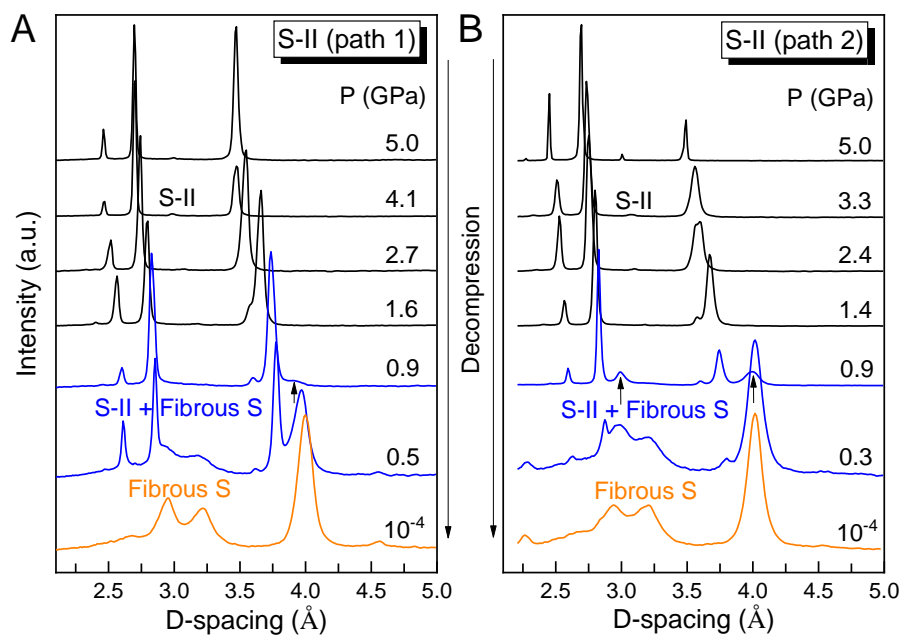 A
S-II (path 1)
P (GPa)
5.0
4.1
S-II
2.7
1.6
0.9
S-II + Fibrous S
0.5
Fibrous S
10-4
Intensity (a.u.)
2.5 3.0 3.5 4.0 4.5 5.0
D-spacing (Å)
Decompression
B
S-II (path 2)
P (GPa)
5.0
3.3
S-II
2.4
1.4
0.9
S-II + Fibrous S
0.3
Fibrous S
10-4
2.5 3.0 3.5 4.0 4.5 5.0
D-spacing (Å)